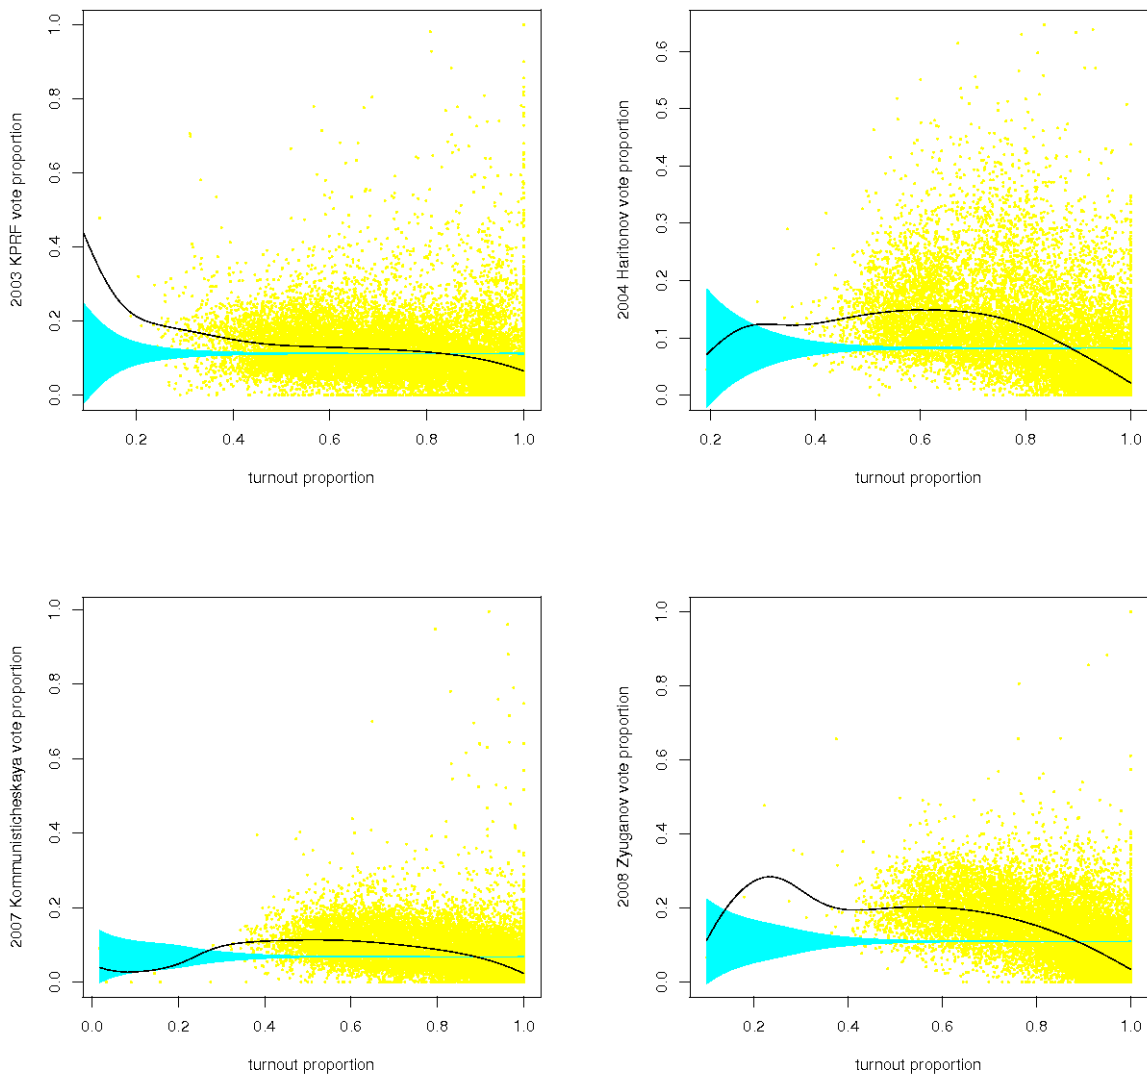 2003 KPRF vote proportion
0.0 0.2 0.4 0.6 0.8 1.0
0.2 0.4 0.6 0.8 1.0
turnout proportion
2004 Haritonov vote proportion
0.0 0.1 0.2 0.3 0.4 0.5 0.6
0.2 0.4 0.6 0.8 1.0
turnout proportion
2007 Kommunisticheskaya vote proportion
0.0 0.2 0.4 0.6 0.8 1.0
0.0 0.2 0.4 0.6 0.8 1.0
turnout proportion
2008 Zyuganov vote proportion
0.0 0.2 0.4 0.6 0.8 1.0
0.2 0.4 0.6 0.8 1.0
turnout proportion